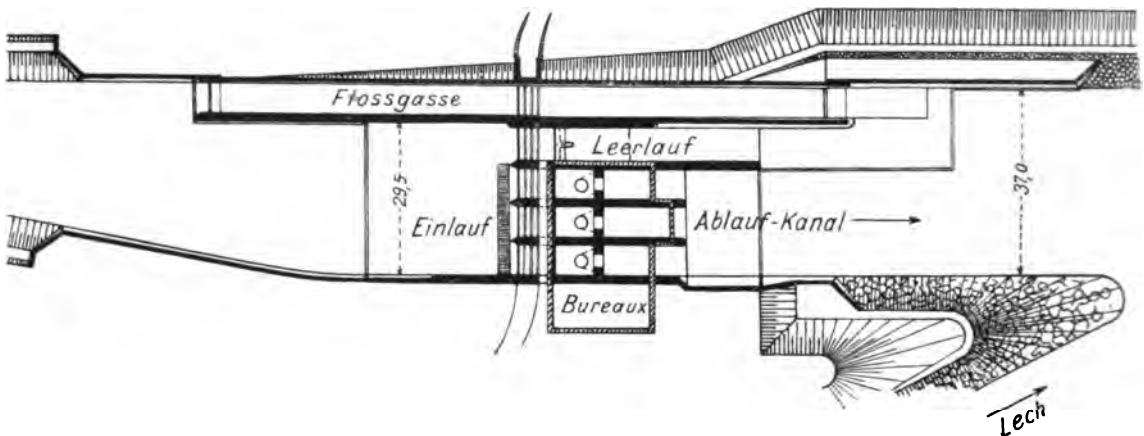 Flossgasse
Leerlauf
29,5
37,0
Einlauf
Ablauf-Kanal
Bureaux
Lech